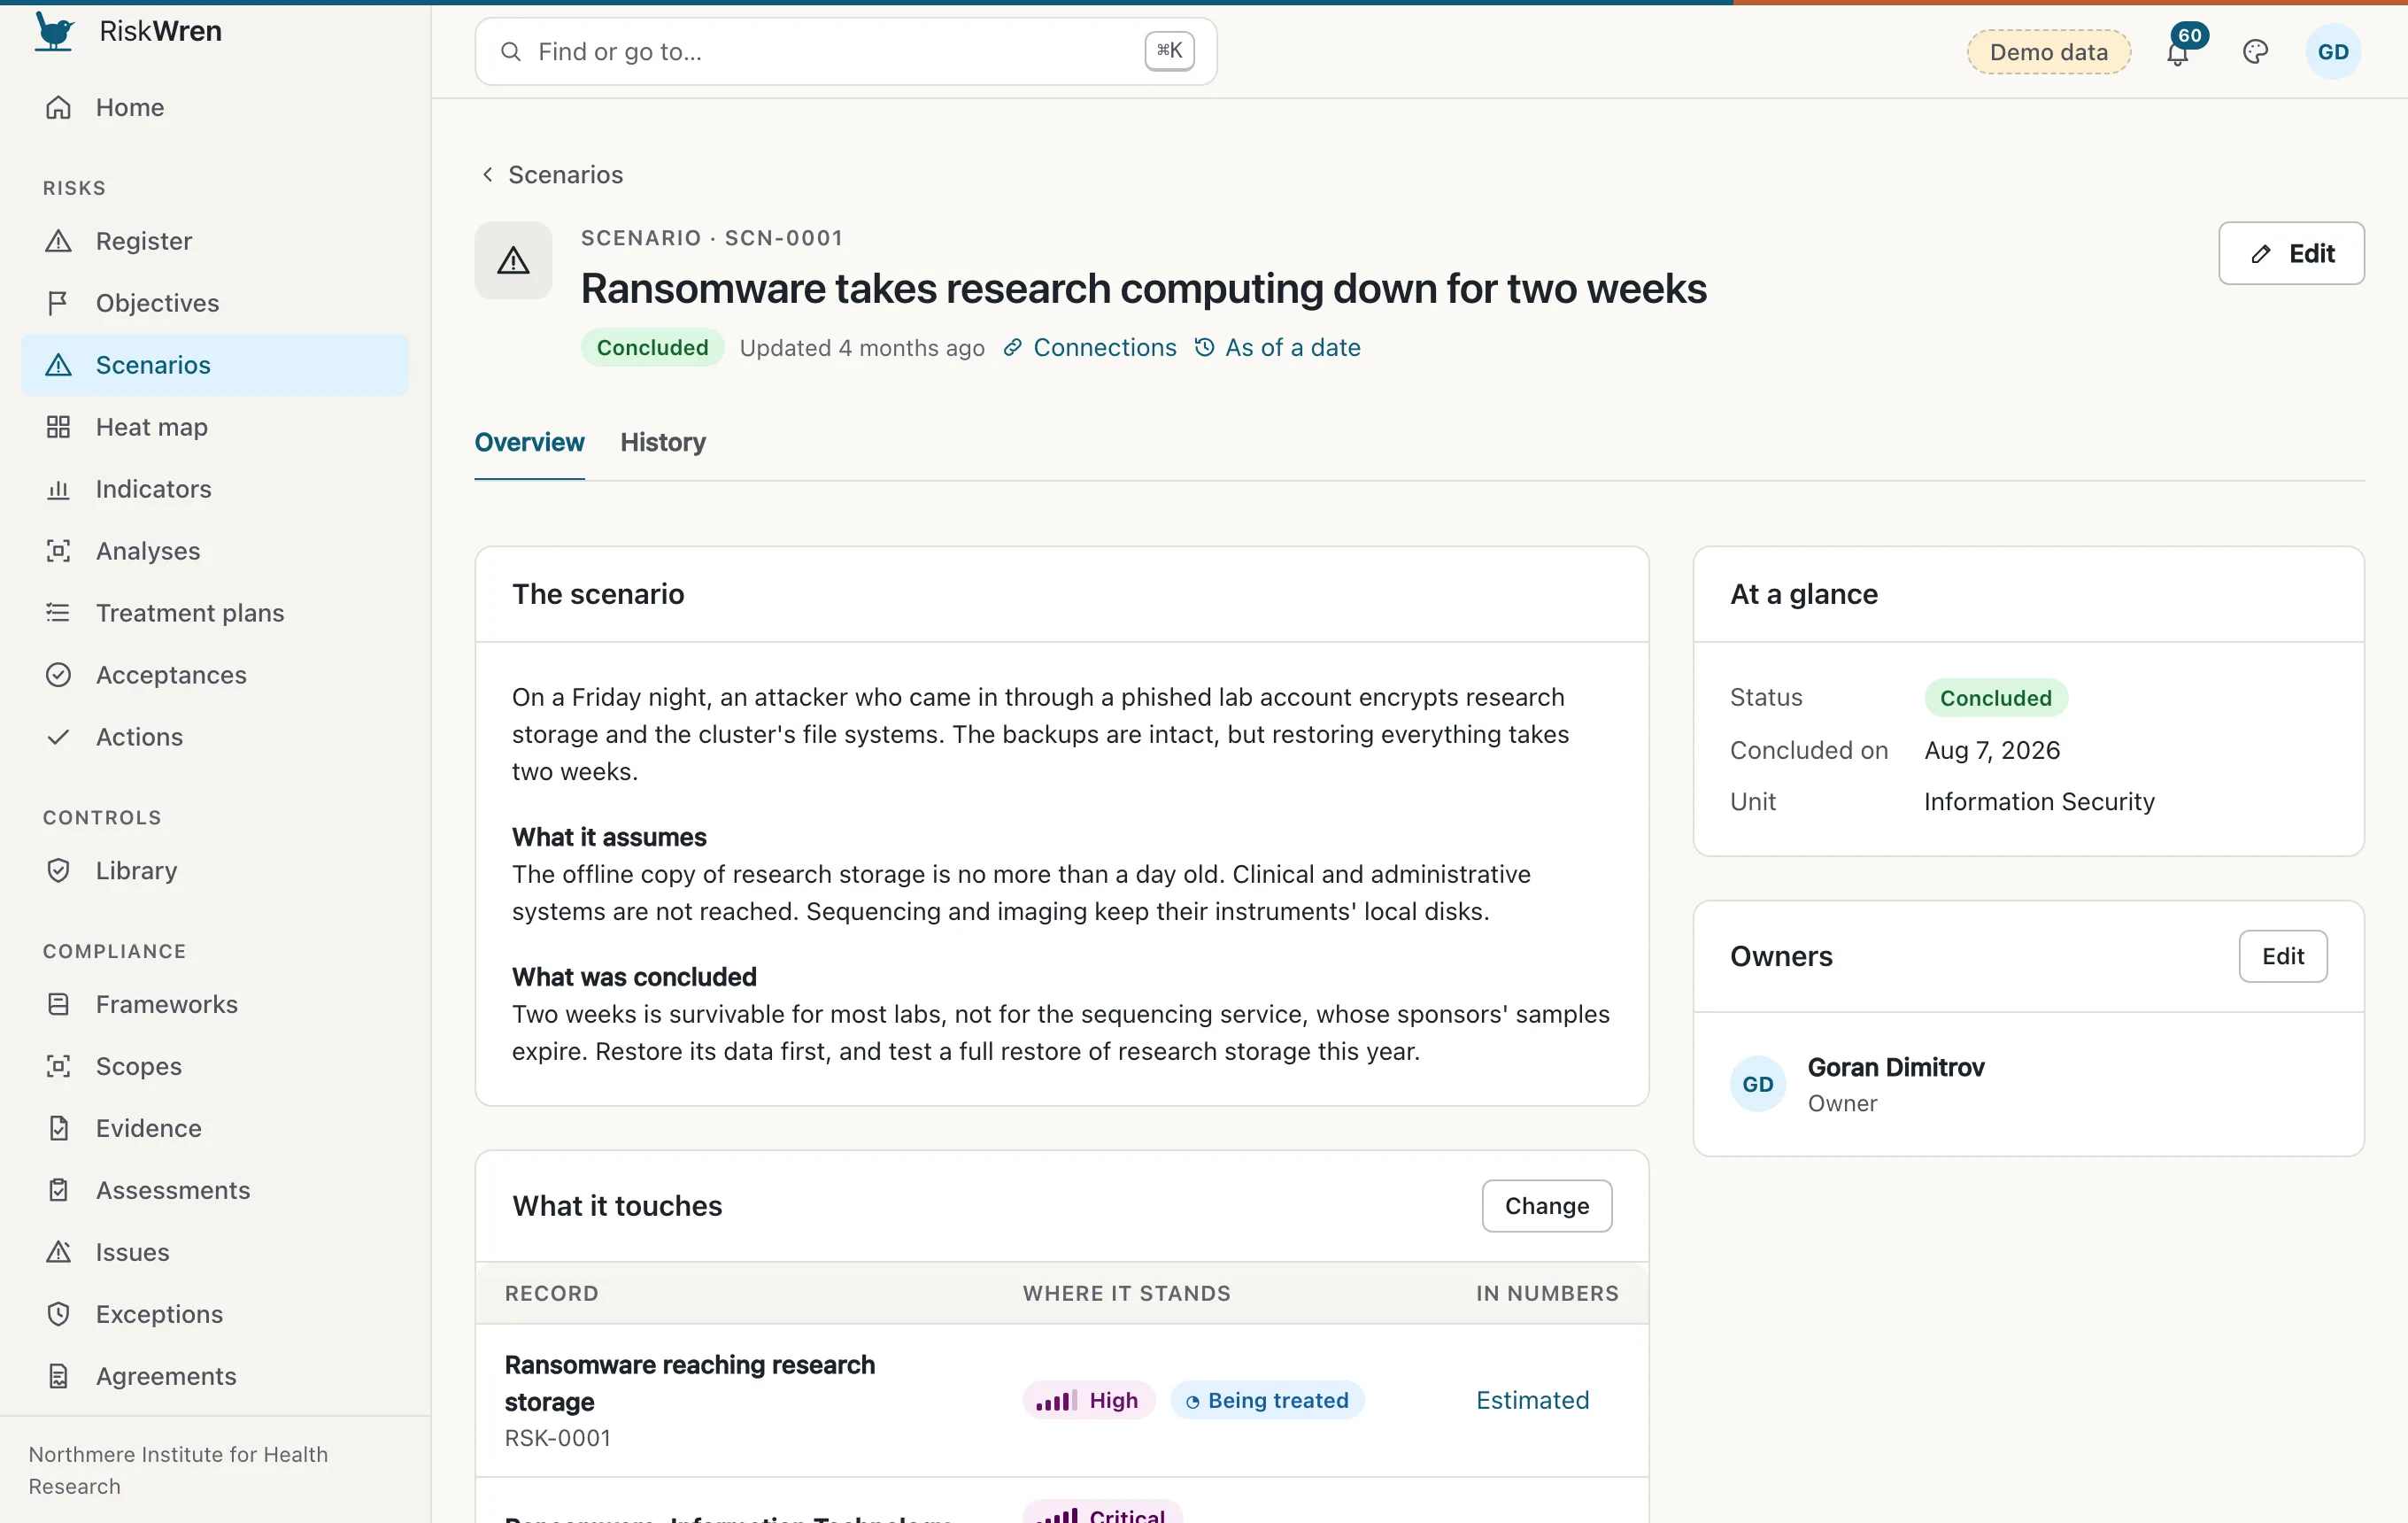 RiskWren
Find or go to...
⌘K
Demo data
60
GD
Home
RISKS
Register
Objectives
Scenarios
Heat map
Indicators
Analyses
Treatment plans
Acceptances
Actions
CONTROLS
Library
COMPLIANCE
Frameworks
Scopes
Evidence
Assessments
Issues
Exceptions
Agreements
Northmere Institute for Health
Research
Scenarios
SCENARIO · SCN-0001
Ransomware takes research computing down for two weeks
Edit
Concluded Updated 4 months ago Connections As of a date
Overview History
The scenario
On a Friday night, an attacker who came in through a phished lab account encrypts research
storage and the cluster's file systems. The backups are intact, but restoring everything takes
two weeks.
What it assumes
The offline copy of research storage is no more than a day old. Clinical and administrative
systems are not reached. Sequencing and imaging keep their instruments' local disks.
What was concluded
Two weeks is survivable for most labs, not for the sequencing service, whose sponsors' samples
expire. Restore its data first, and test a full restore of research storage this year.
What it touches
Change
RECORD WHERE IT STANDS IN NUMBERS
Ransomware reaching research
storage
RSK-0001
High Being treated Estimated
Ransomware, Information Technology
Critical
At a glance
Status Concluded
Concluded on Aug 7, 2026
Unit Information Security
Owners
Edit
GD
Goran Dimitrov
Owner